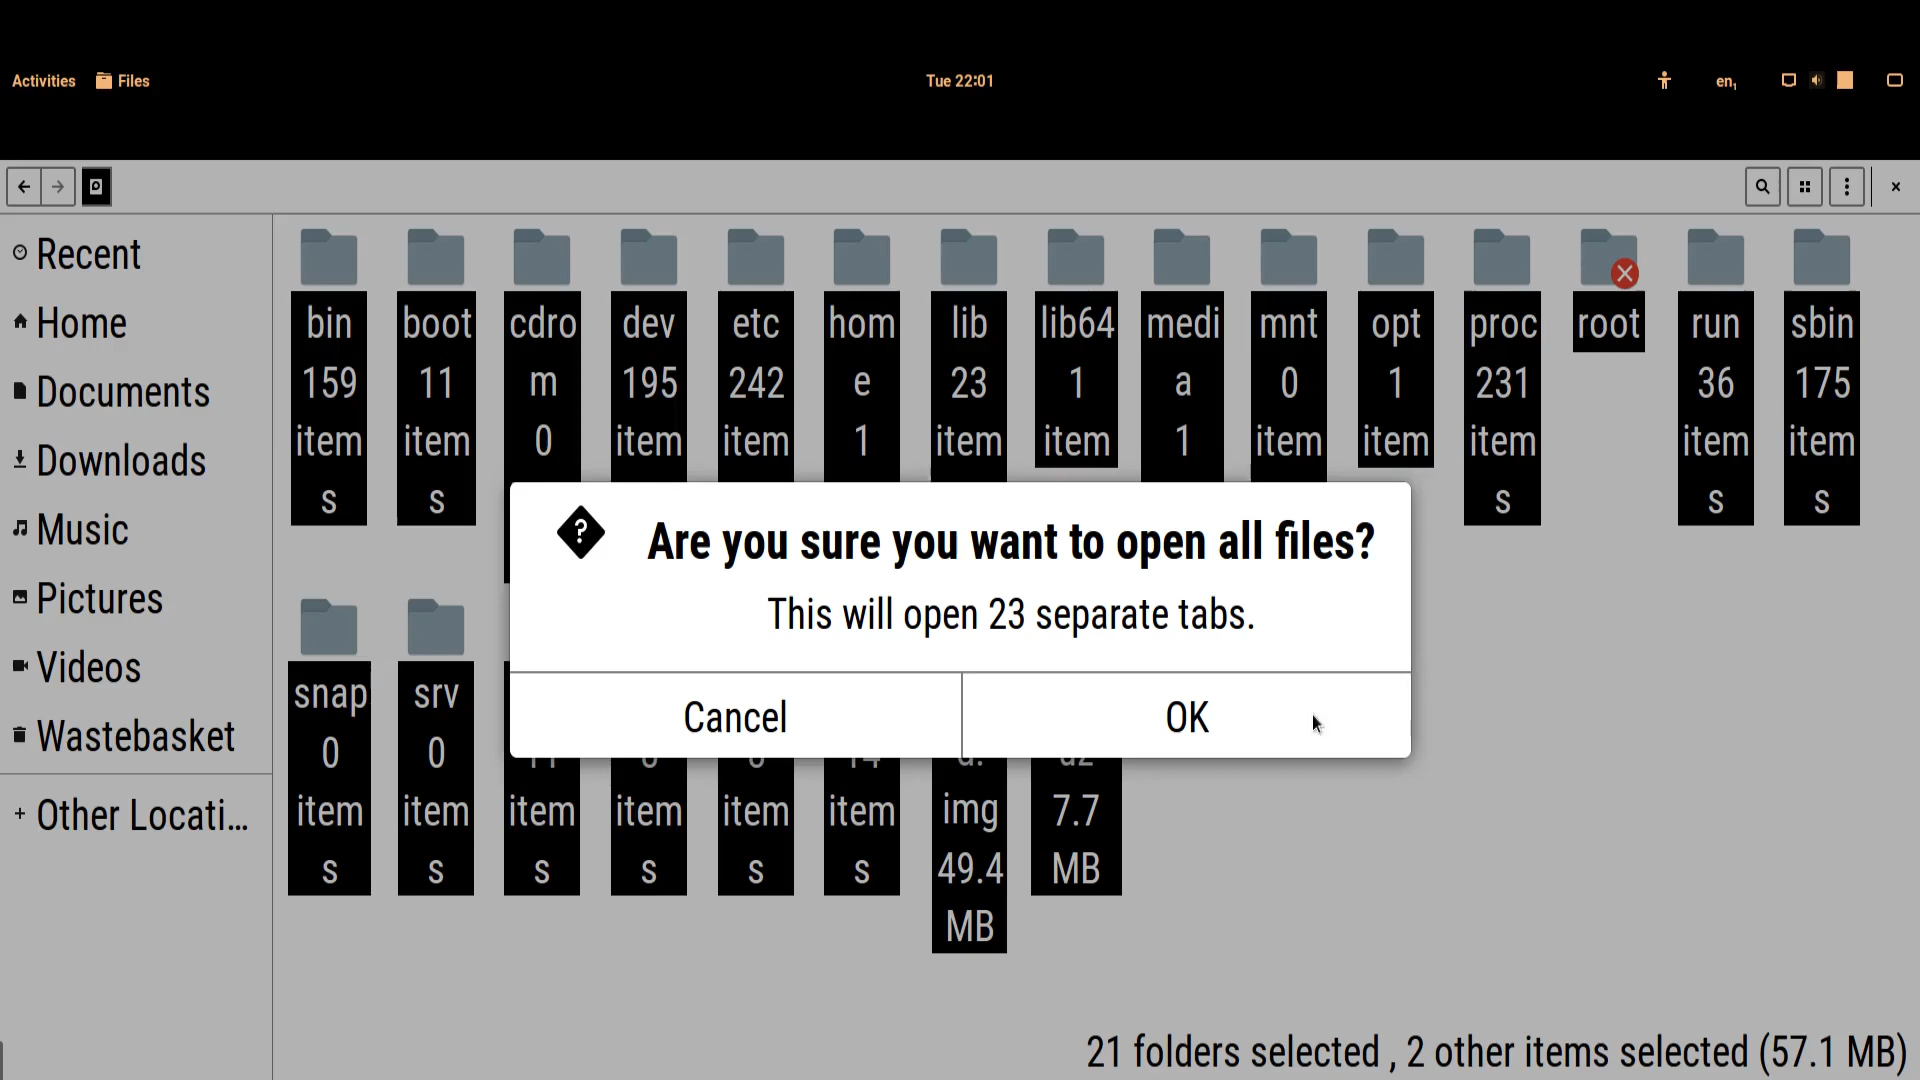 Activities Files Tue 22:01 en1
Recent
Home
Documents
Downloads
Music
Pictures
Videos
Wastebasket
Other Locati…
bin
159
item
s
boot
11
item
s
cdro
m
0
dev
195
item
etc
242
item
hom
e
1
lib
23
item
lib64
1
item
medi
a
1
mnt
0
item
opt
1
item
proc
231
item
s
root
run
36
item
s
sbin
175
item
s
Are you sure you want to open all files?
This will open 23 separate tabs.
Cancel OK
snap
0
item
s
srv
0
item
s
item
s
item
s
item
s
item
s
img
49.4
MB
7.7
MB
21 folders selected , 2 other items selected (57.1 MB)